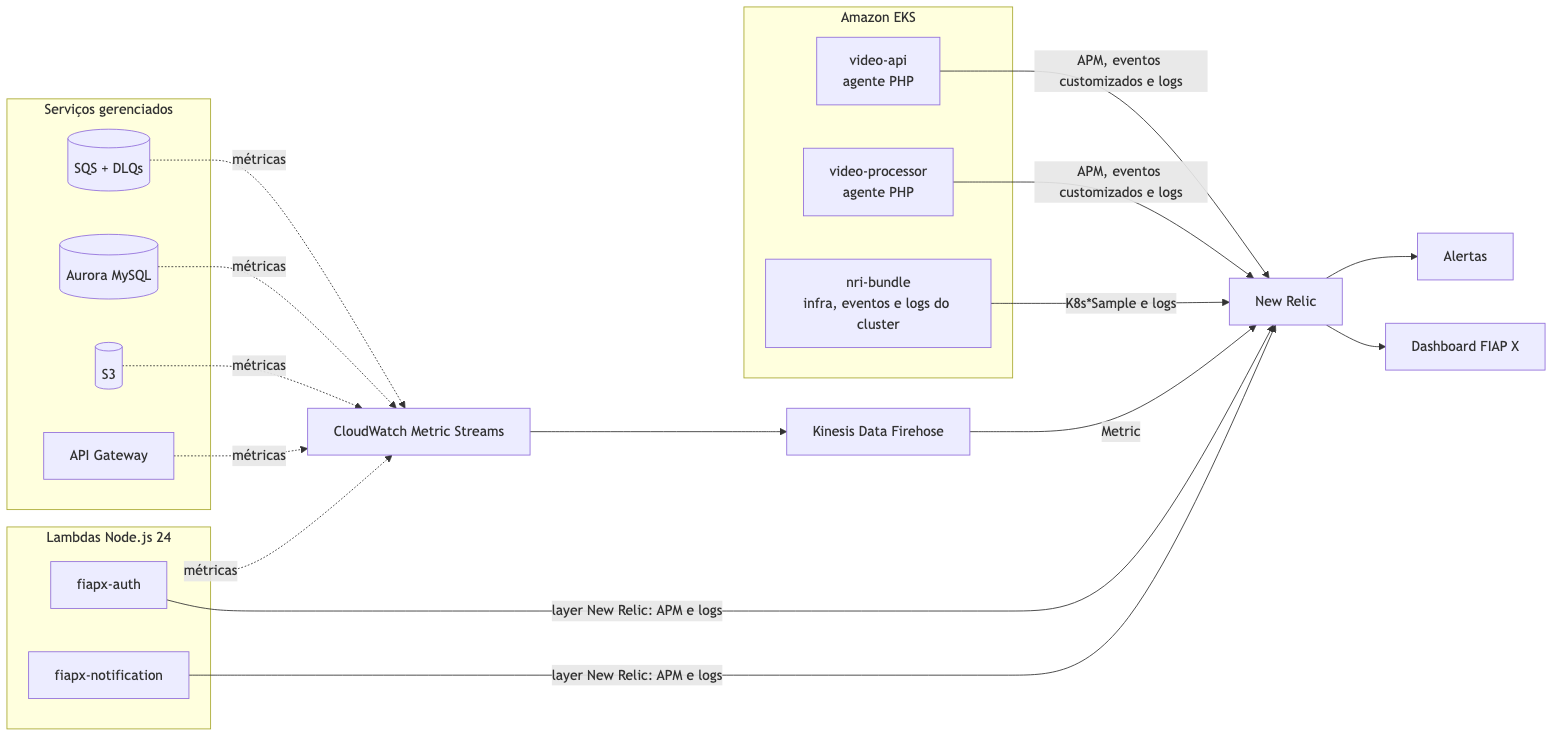 Amazon EKS
video-api
agente PHP
APM, eventos
customizados e logs
Serviços gerenciados
SQS + DLQs
métricas
video-processor
agente PHP
APM, eventos
customizados e logs
Aurora MySQL
métricas
nri-bundle
infra, eventos e logs do
cluster
K8s*Sample e logs
New Relic
Alertas
Dashboard FIAP X
S3
métricas
CloudWatch Metric Streams
Kinesis Data Firehose
Metric
API Gateway
métricas
Lambdas Node.js 24
métricas
fiapx-auth
layer New Relic: APM e logs
fiapx-notification
layer New Relic: APM e logs